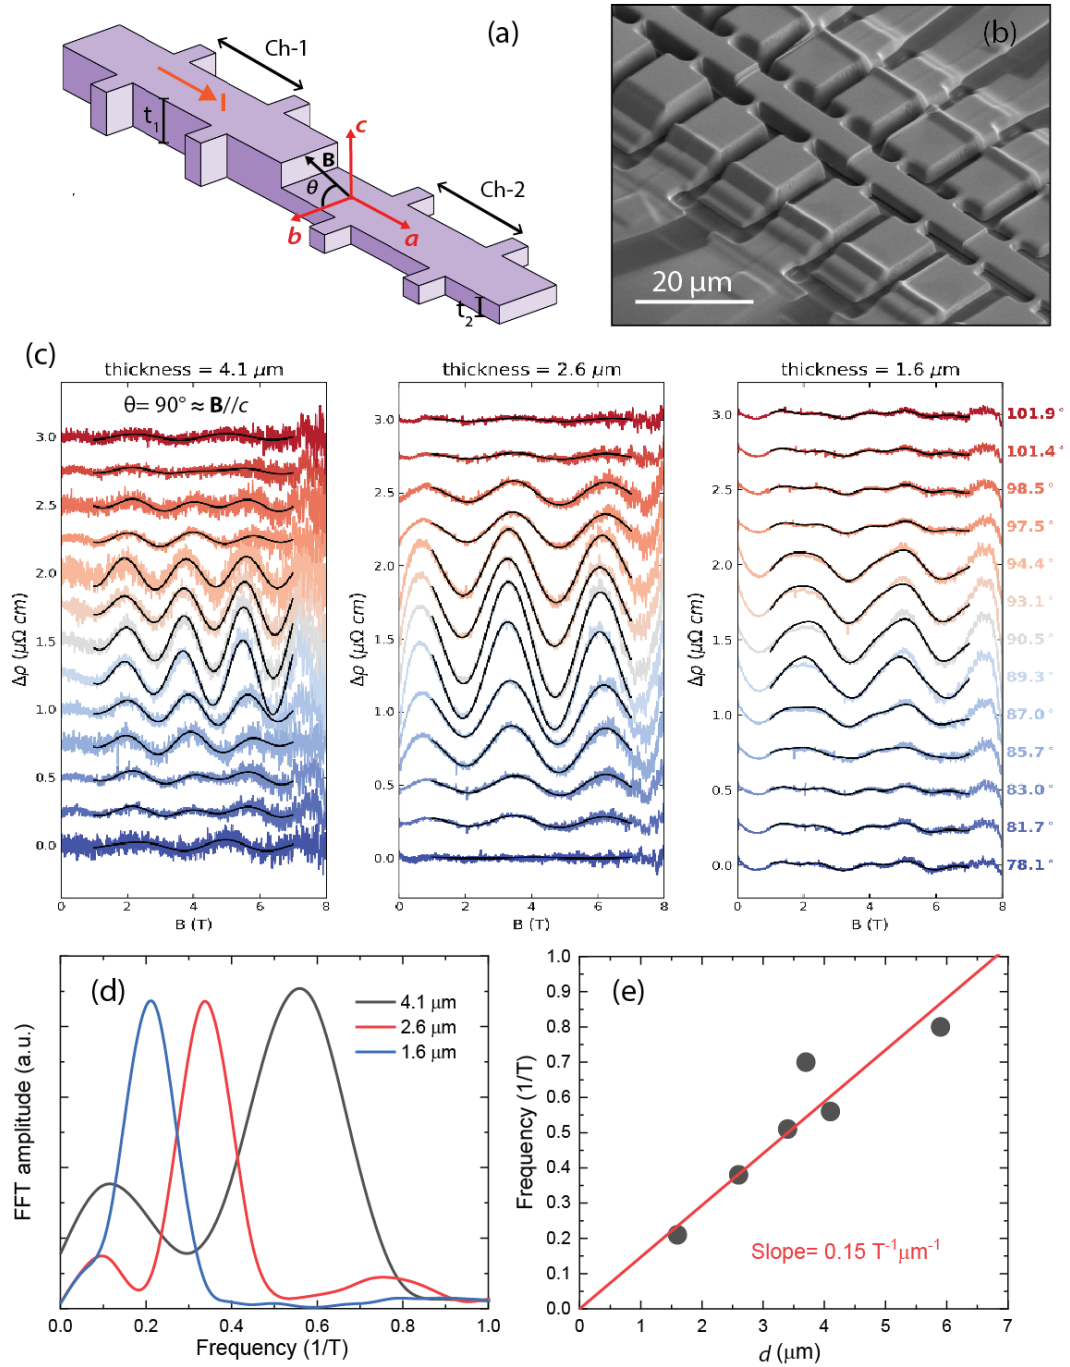 (a)
Ch-1
I
t1
c
B
θ
b
a
Ch-2
t2
(b)
20 µm
(c)
thickness = 4.1 µm
θ= 90° ≈ B//c
3.0
2.5
2.0
1.5
1.0
0.5
0.0
Δρ (µΩ cm)
0 2 4 6 8
B (T)
thickness = 2.6 µm
3.0
2.5
2.0
1.5
1.0
0.5
0.0
Δρ (µΩ cm)
0 2 4 6 8
B (T)
thickness = 1.6 µm
3.0
2.5
2.0
1.5
1.0
0.5
0.0
Δρ (µΩ cm)
0 2 4 6 8
B (T)
101.9°
101.4°
98.5°
97.5°
94.4°
93.1°
90.5°
89.3°
87.0°
85.7°
83.0°
81.7°
78.1°
(d)
4.1 µm
2.6 µm
1.6 µm
FFT amplitude (a.u.)
0.0 0.2 0.4 0.6 0.8 1.0
Frequency (1/T)
(e)
1.0
0.9
0.8
0.7
0.6
0.5
0.4
0.3
0.2
0.1
0.0
Frequency (1/T)
Slope= 0.15 T⁻¹µm⁻¹
0 1 2 3 4 5 6 7
d (µm)